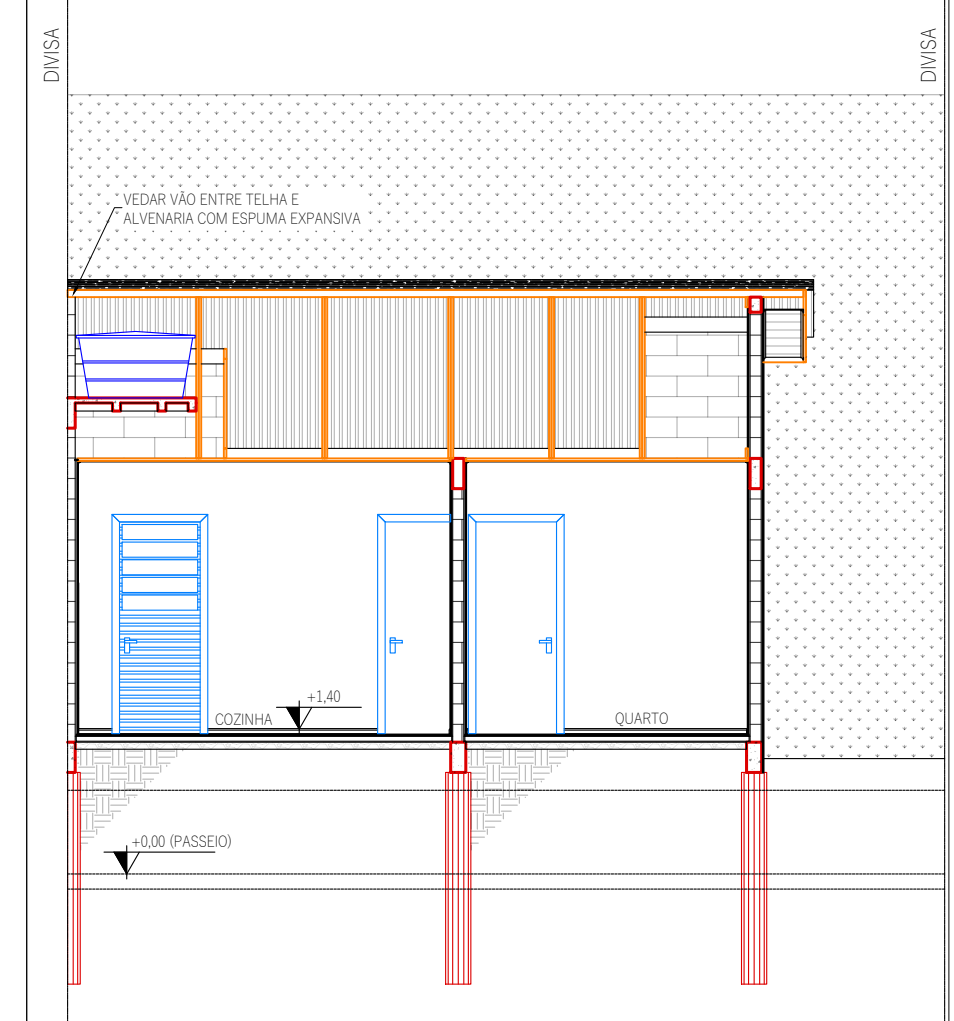 DIVISA
DIVISA
VEDAR VÃO ENTRE TELHA E
ALVENARIA COM ESPUMA EXPANSIVA
+1,40
COZINHA
QUARTO
+0,00 (PASSEIO)